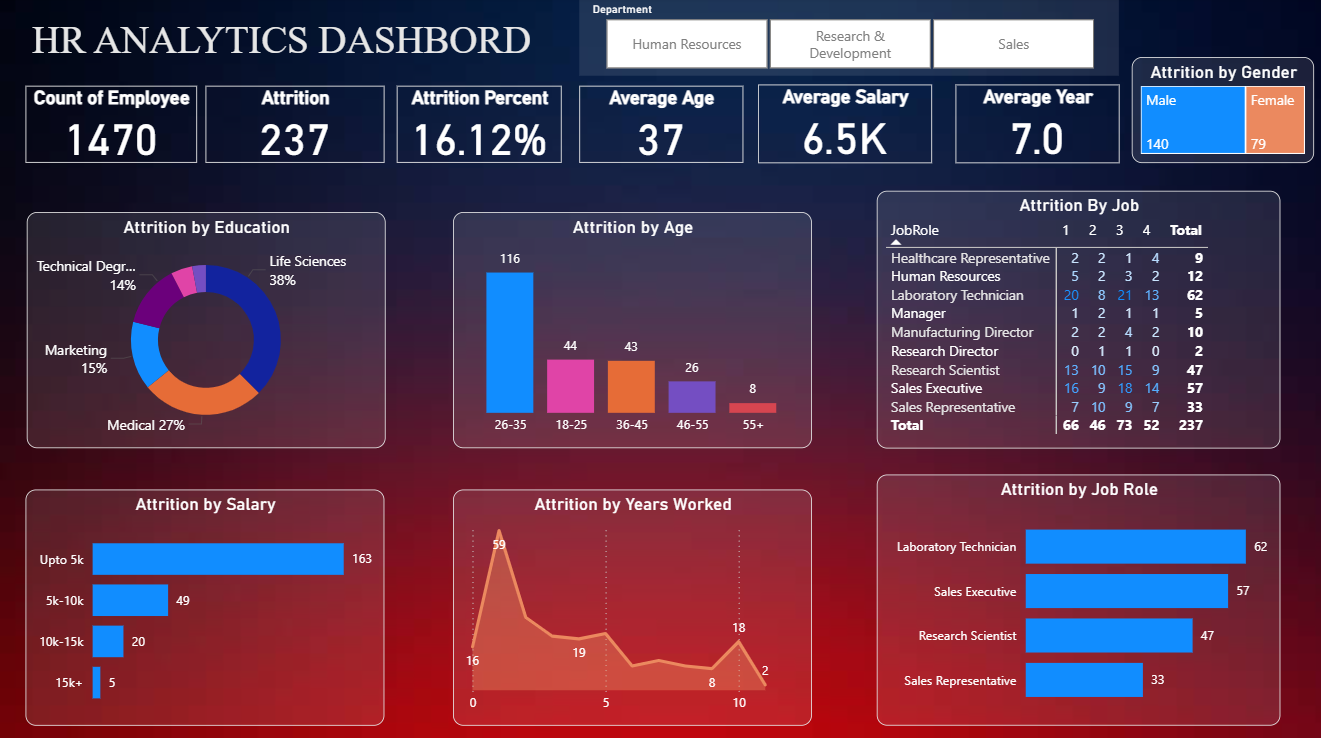 HR ANALYTICS DASHBORD
Department
Human Resources
Research &
Development
Sales
Count of Employee
1470
Attrition
237
Attrition Percent
16.12%
Average Age
37
Average Salary
6.5K
Average Year
7.0
Attrition by Gender
Male
Female
140
79
Attrition by Education
Life Sciences
38%
Technical Degr...
14%
Marketing
15%
Medical 27%
Attrition by Age
116
44
43
26
8
26-35 18-25 36-45 46-55 55+
Attrition By Job
JobRole 1 2 3 4 Total
Healthcare Representative 2 2 1 4 9
Human Resources 5 2 3 2 12
Laboratory Technician 20 8 21 13 62
Manager 1 2 1 1 5
Manufacturing Director 2 2 4 2 10
Research Director 0 1 1 0 2
Research Scientist 13 10 15 9 47
Sales Executive 16 9 18 14 57
Sales Representative 7 10 9 7 33
Total 66 46 73 52 237
Attrition by Salary
Upto 5k 163
5k-10k 49
10k-15k 20
15k+ 5
Attrition by Years Worked
59
16
19
18
8
2
0 5 10
Attrition by Job Role
Laboratory Technician 62
Sales Executive 57
Research Scientist 47
Sales Representative 33